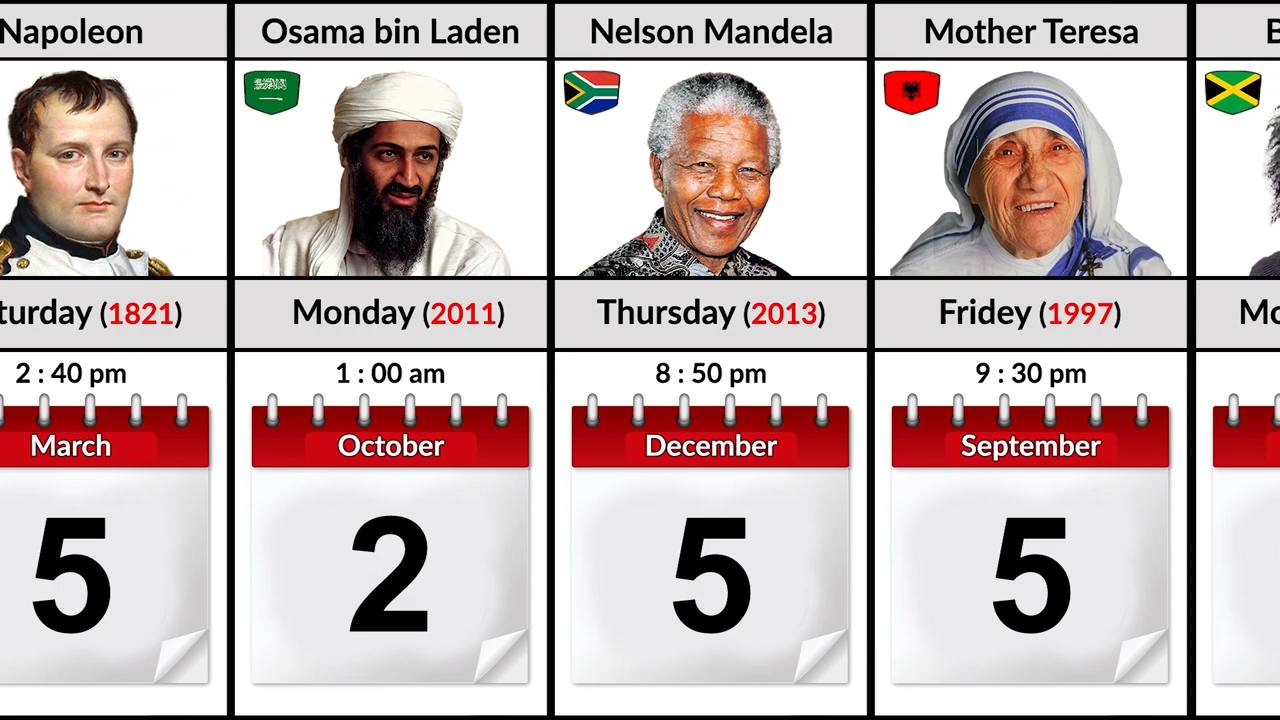 Napoleon
turday (1821)
2 : 40 pm
March
5
Osama bin Laden
Monday (2011)
1 : 00 am
October
2
Nelson Mandela
Thursday (2013)
8 : 50 pm
December
5
Mother Teresa
Fridey (1997)
9 : 30 pm
September
5
B
Mo